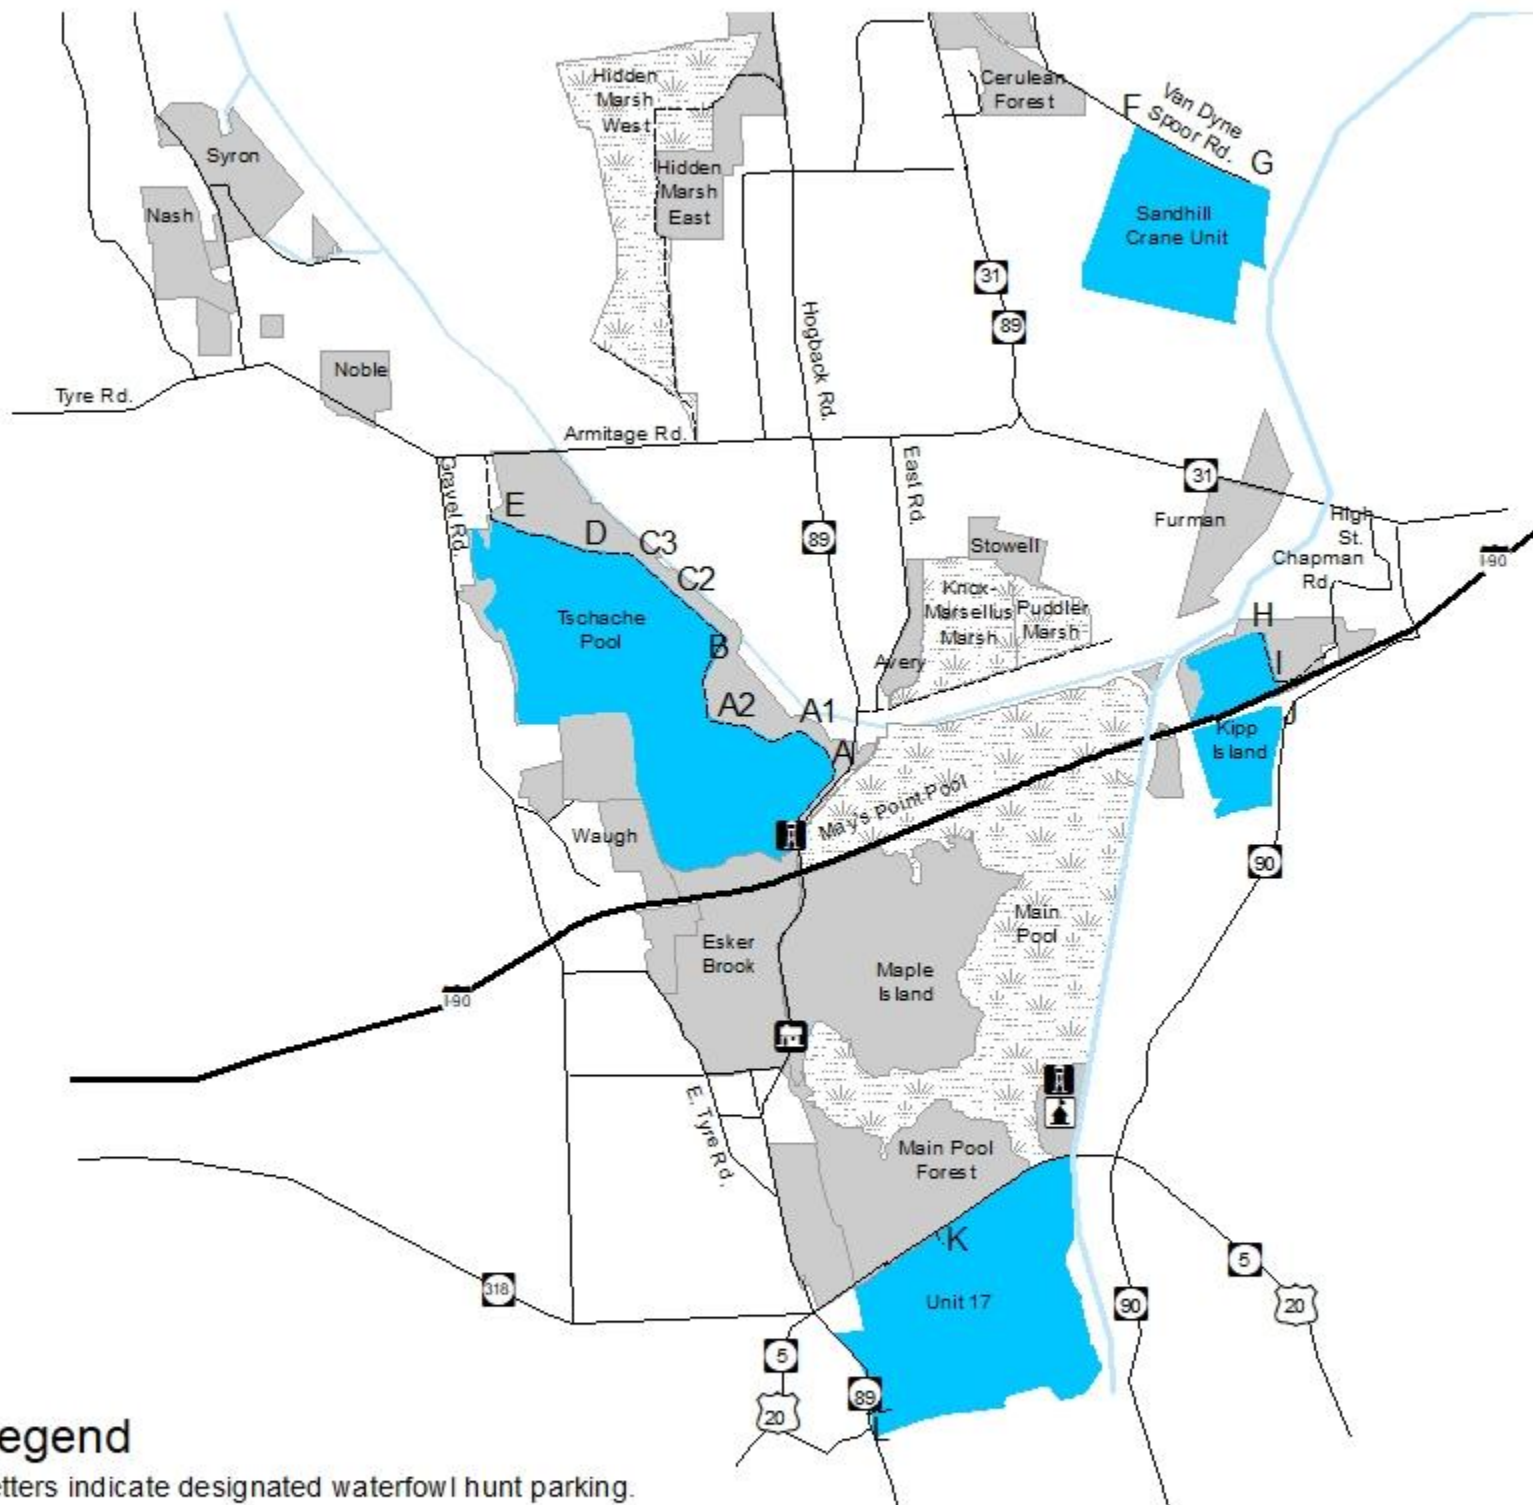 Hidden
Marsh
West
Cerulean
Forest
F
Van Dyne
Spoor Rd.
G
Syron
Hidden
Marsh
East
Nash
Sandhill
Crane Unit
31
89
Hogback Rd.
Noble
Tyre Rd.
Armitage Rd.
Gravel Rd.
East Rd.
31
E
D
C3
89
Furman
High
St.
Stowell
Chapman
Rd.
I-90
C2
Knox-
Marsellus
Marsh
Puddler
Marsh
Tschache
Pool
H
B
Avery
I
A2
A1
J
Kipp
Island
A
May's Point Pool
Waugh
90
Main
Pool
Esker
Brook
Maple
Island
I-90
E. Tyre Rd.
Main Pool
Forest
K
5
318
Unit 17
90
20
5
89
20
L
egend
etters indicate designated waterfowl hunt parking.